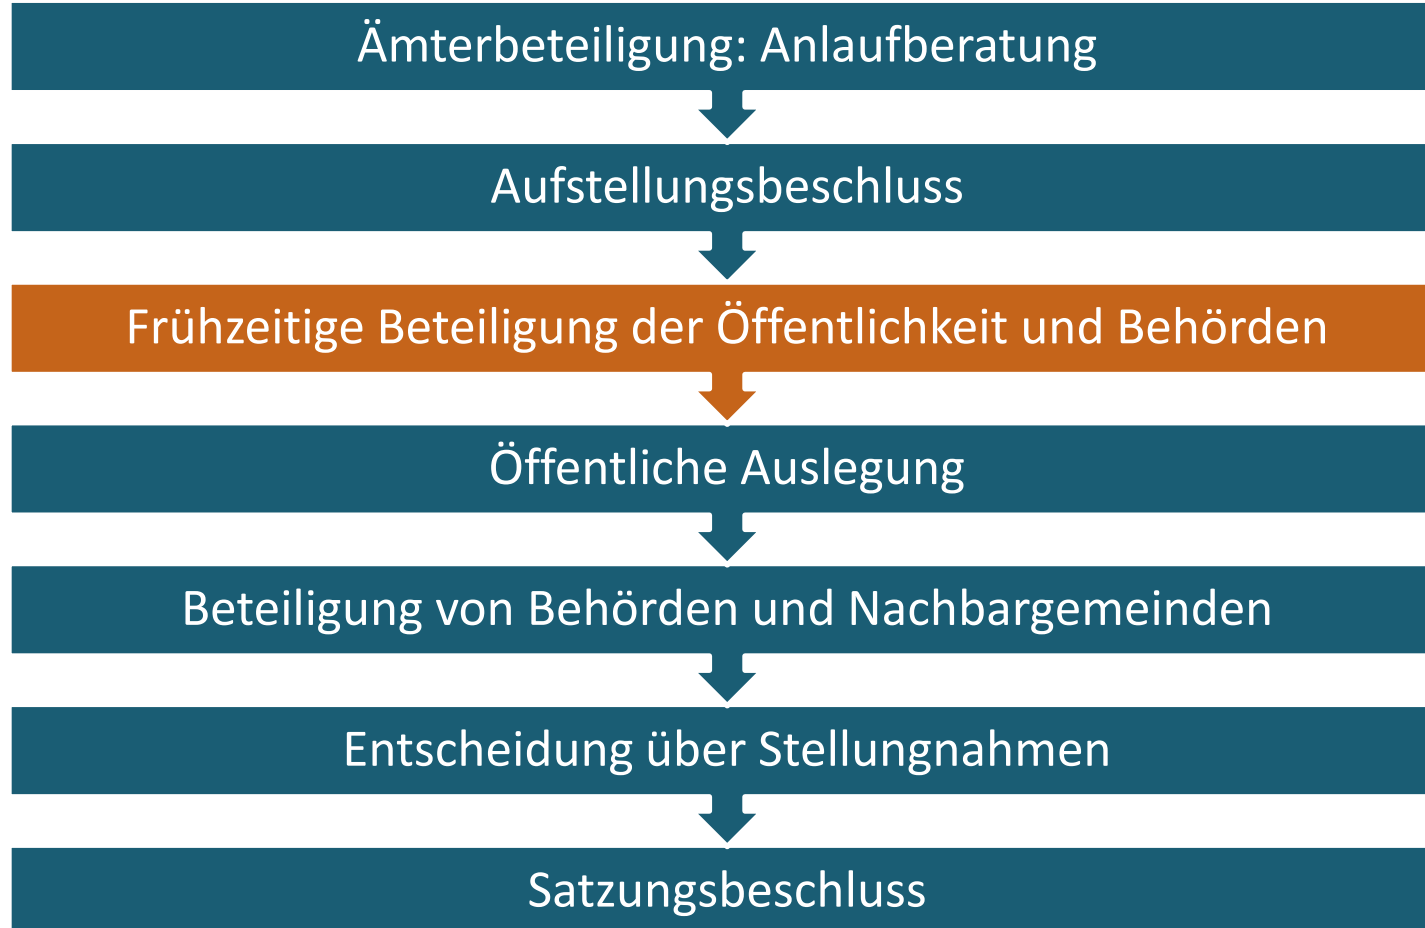 Ämterbeteiligung: Anlaufberatung
Aufstellungsbeschluss
Frühzeitige Beteiligung der Öffentlichkeit und Behörden
Öffentliche Auslegung
Beteiligung von Behörden und Nachbargemeinden
Entscheidung über Stellungnahmen
Satzungsbeschluss